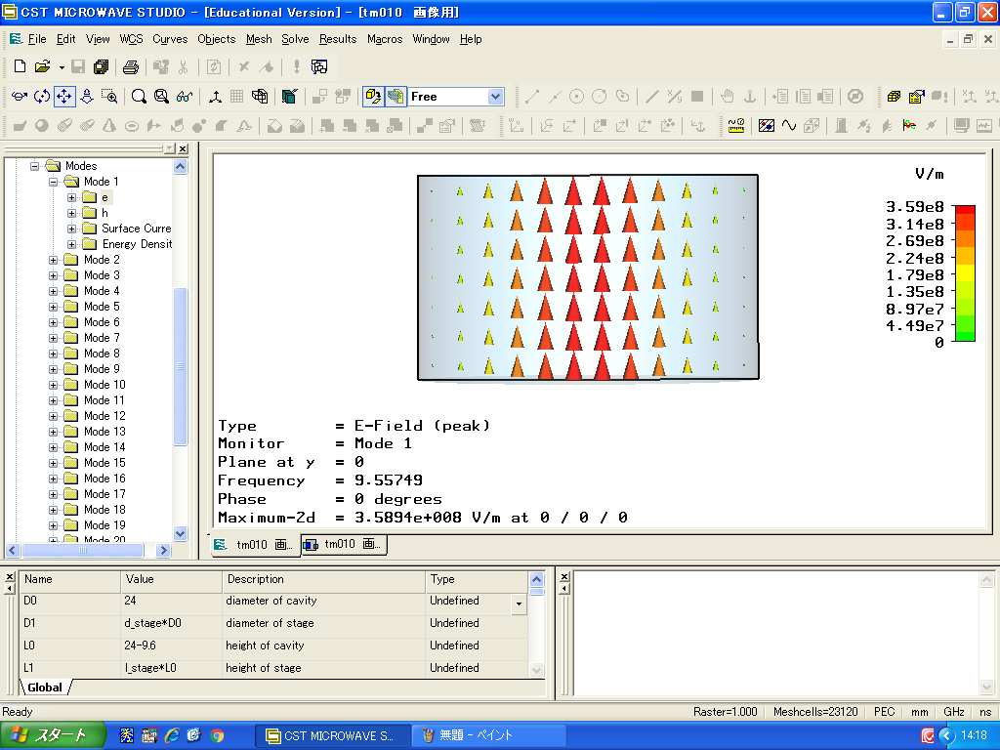 CST MICROWAVE STUDIO - [Educational Version] - [tm010 画像用]
File Edit View WCS Curves Objects Mesh Solve Results Macros Window Help
Free
Modes
Mode 1
e
h
Surface Curre
Energy Densit
Mode 2
Mode 3
Mode 4
Mode 5
Mode 6
Mode 7
Mode 8
Mode 9
Mode 10
Mode 11
Mode 12
Mode 13
Mode 14
Mode 15
Mode 16
Mode 17
Mode 18
Mode 19
Mode 20
V/m
3.59e8
3.14e8
2.69e8
2.24e8
1.79e8
1.35e8
8.97e7
4.49e7
0
Type = E-Field (peak)
Monitor = Mode 1
Plane at y = 0
Frequency = 9.55749
Phase = 0 degrees
Maximum-2d = 3.5894e+008 V/m at 0 / 0 / 0
tm010 画... tm010 画...
Name Value Description Type
D0 24 diameter of cavity Undefined
D1 d_stage*D0 diameter of stage Undefined
L0 24-9.6 height of cavity Undefined
L1 l_stage*L0 height of stage Undefined
Global
Ready Raster=1.000 Meshcells=23120 PEC mm GHz ns
スタート CST MICROWAVE S... 無題 - ペイント 14:18